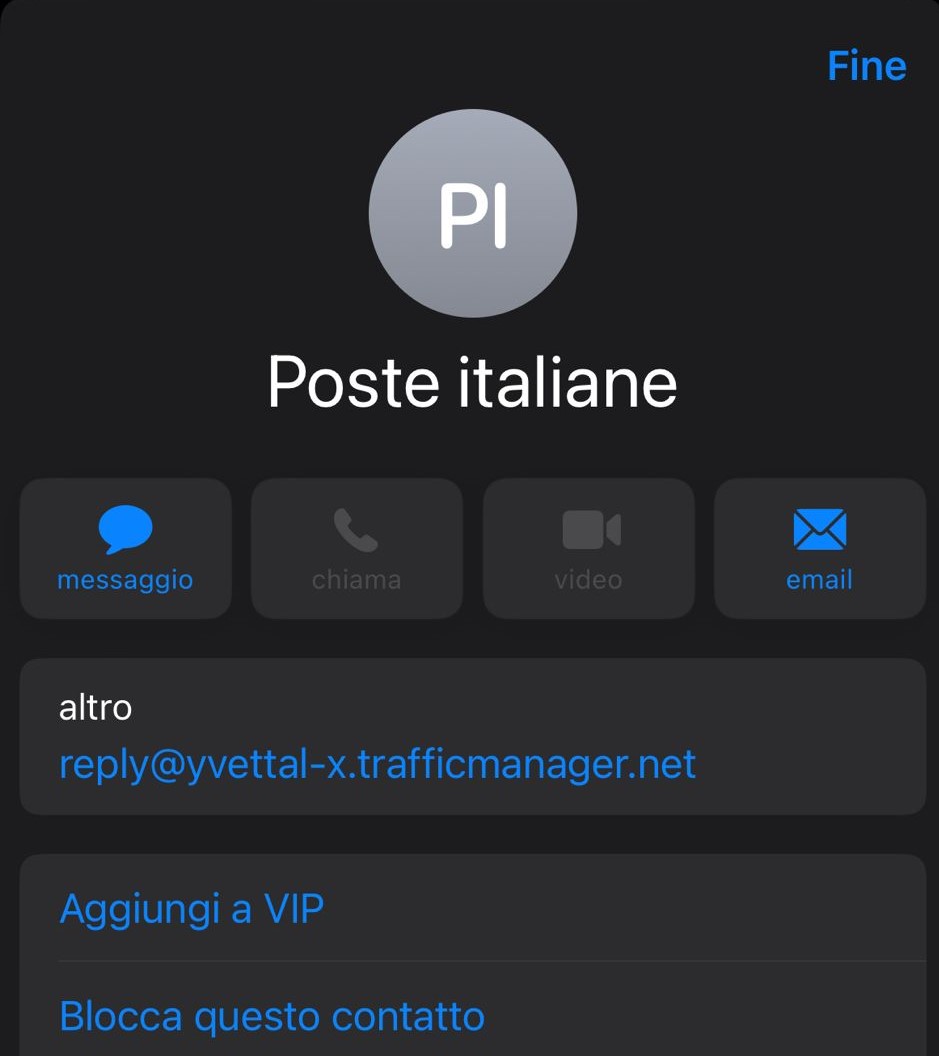 Fine
PI
Poste italiane
messaggio
chiama
video
email
altro
reply@yvettal-x.trafficmanager.net
Aggiungi a VIP
Blocca questo contatto